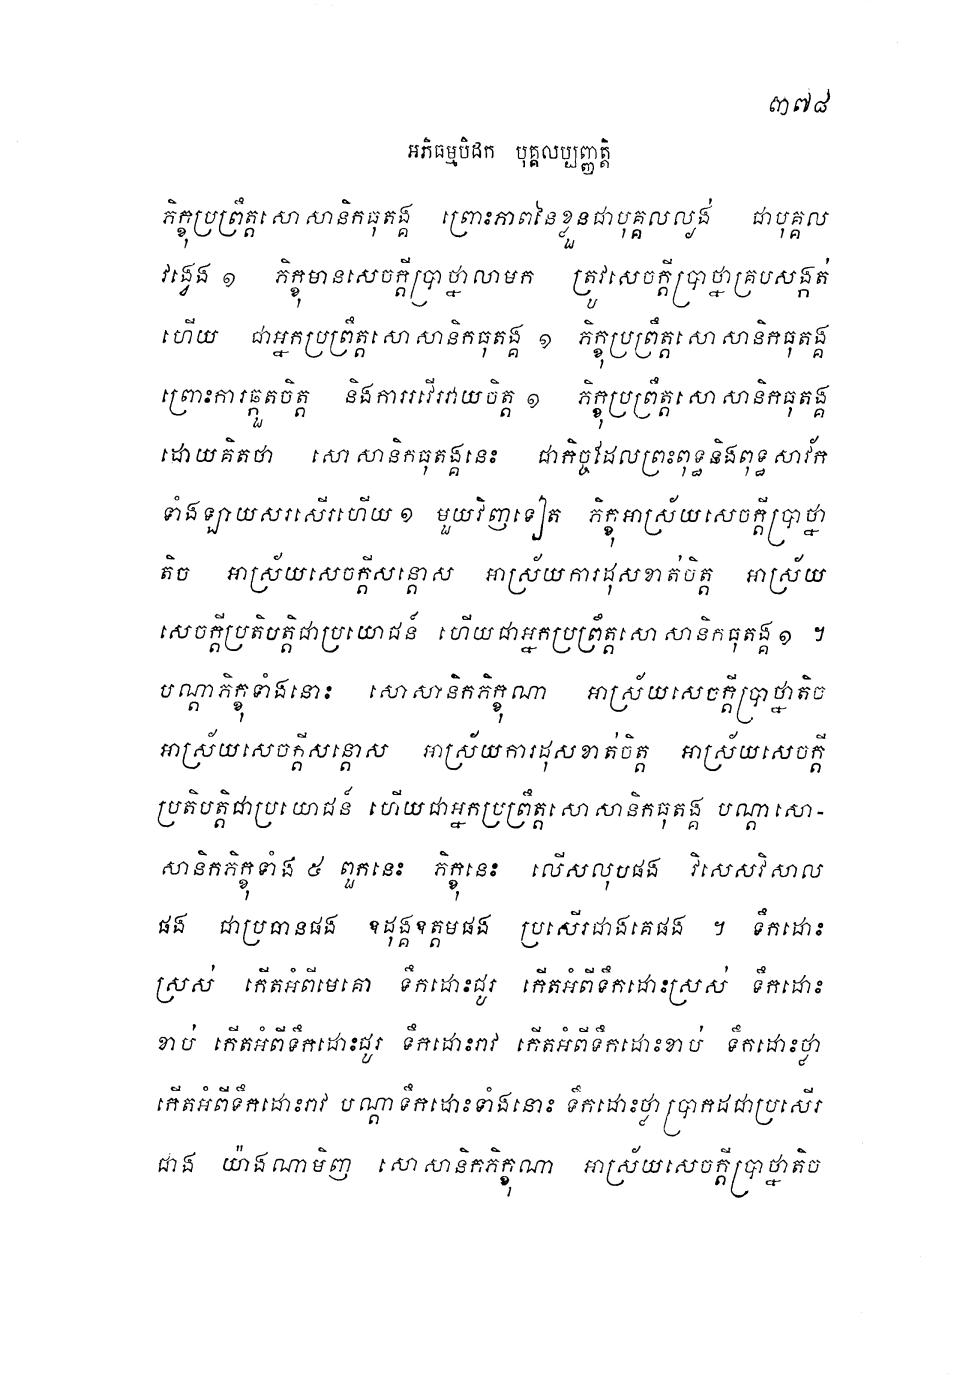 ៣៧៨
អភិធម្មបិដក បុគ្គលប្បញ្ញត្តិ
ភិក្ខុប្រព្រឹត្តសោសានិកធុតង្គ ព្រោះភាពនៃខ្លួនជាបុគ្គលល្ងង់ ជាបុគ្គល
វង្វេង ១ ភិក្ខុមានសេចក្តីប្រាថ្នាលាមក ត្រូវសេចក្តីប្រាថ្នាគ្របសង្កត់
ហើយ ជាអ្នកប្រព្រឹត្តសោសានិកធុតង្គ ១ ភិក្ខុប្រព្រឹត្តសោសានិកធុតង្គ
ព្រោះការឆ្កួតចិត្ត និងការរវើរវាយចិត្ត ១ ភិក្ខុប្រព្រឹត្តសោសានិកធុតង្គ
ដោយគិតថា សោសានិកធុតង្គនេះ ជាកិច្ចដែលព្រះពុទ្ធនិងពុទ្ធសាវ័ក
ទាំងឡាយសរសើរហើយ ១ មួយវិញទៀត ភិក្ខុអាស្រ័យសេចក្តីប្រាថ្នា
តិច អាស្រ័យសេចក្តីសន្តោស អាស្រ័យការដុសខាត់ចិត្ត អាស្រ័យ
សេចក្តីប្រតិបត្តិជាប្រយោជន៍ ហើយជាអ្នកប្រព្រឹត្តសោសានិកធុតង្គ ១ ។
បណ្តាភិក្ខុទាំងនោះ សោសានិកភិក្ខុណា អាស្រ័យសេចក្តីប្រាថ្នាតិច
អាស្រ័យសេចក្តីសន្តោស អាស្រ័យការដុសខាត់ចិត្ត អាស្រ័យសេចក្តី
ប្រតិបត្តិជាប្រយោជន៍ ហើយជាអ្នកប្រព្រឹត្តសោសានិកធុតង្គ បណ្តាសោ-
សានិកភិក្ខុទាំង ៥ ពួកនេះ ភិក្ខុនេះ លើសលុបផង វិសេសវិសាល
ផង ជាប្រធានផង ខដុង្គឧត្តមផង ប្រសើរជាងគេផង ។ ទឹកដោះ
ស្រស់ កើតអំពីមេគោ ទឹកដោះជូរ កើតអំពីទឹកដោះស្រស់ ទឹកដោះ
ខាប់ កើតអំពីទឹកដោះជូរ ទឹកដោះរាវ កើតអំពីទឹកដោះខាប់ ទឹកដោះថ្លា
កើតអំពីទឹកដោះរាវ បណ្តាទឹកដោះទាំងនោះ ទឹកដោះថ្លា ប្រាកដជាប្រសើរ
ជាង យ៉ាងណាមិញ សោសានិកភិក្ខុណា អាស្រ័យសេចក្តីប្រាថ្នាតិច